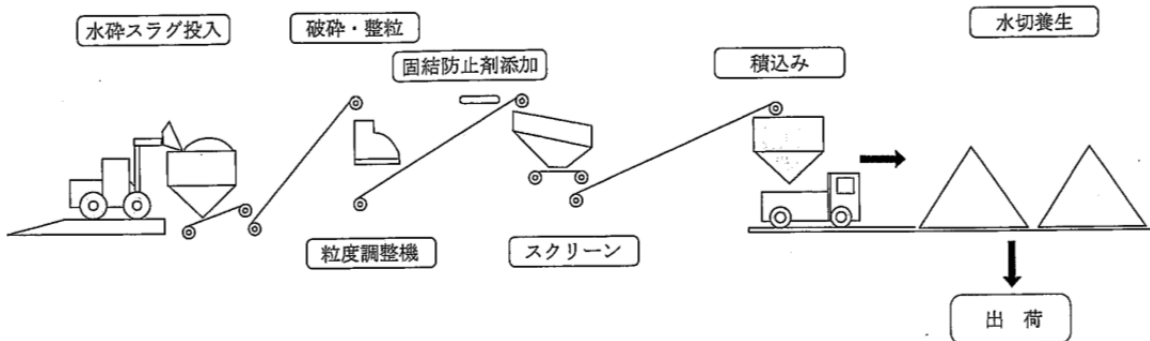 水砕スラグ投入
破砕・整粒
固結防止剤添加
積込み
水切養生
粒度調整機
スクリーン
出 荷